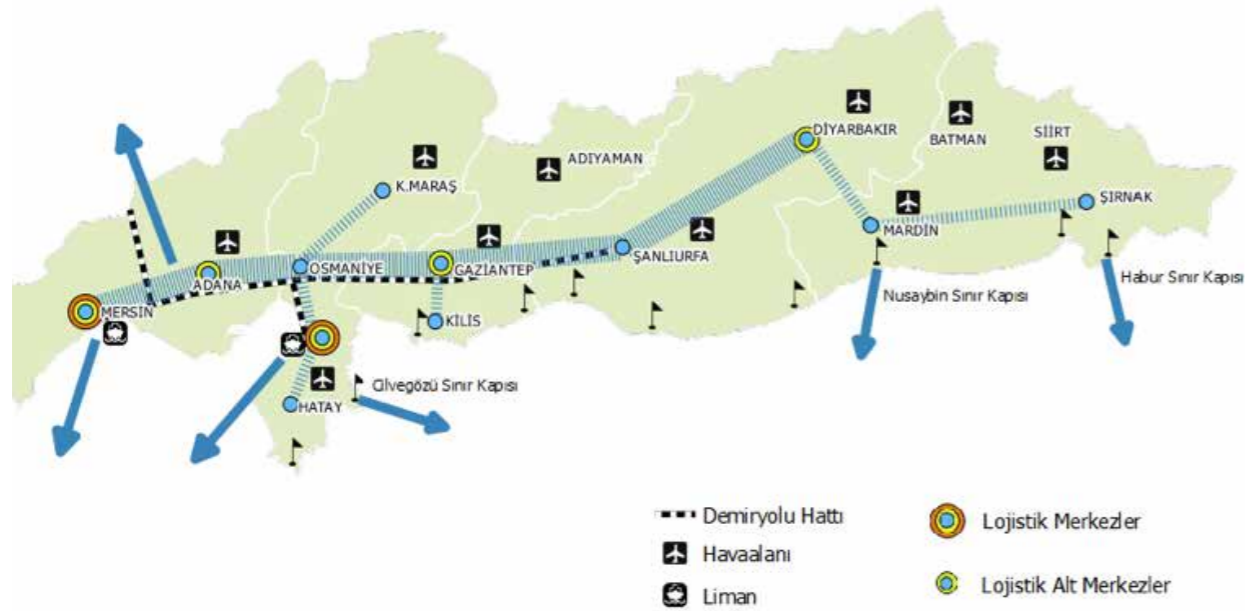 DİYARBAKIR
BATMAN
SİİRT
ADIYAMAN
K.MARAŞ
ŞIRNAK
MARDİN
ŞANLIURFA
OSMANİYE
GAZİANTEP
ADANA
Habur Sınır Kapısı
Nusaybin Sınır Kapısı
MERSİN
KİLİS
Cilvegözü Sınır Kapısı
HATAY
Demiryolu Hattı
Havaalanı
Liman
Lojistik Merkezler
Lojistik Alt Merkezler